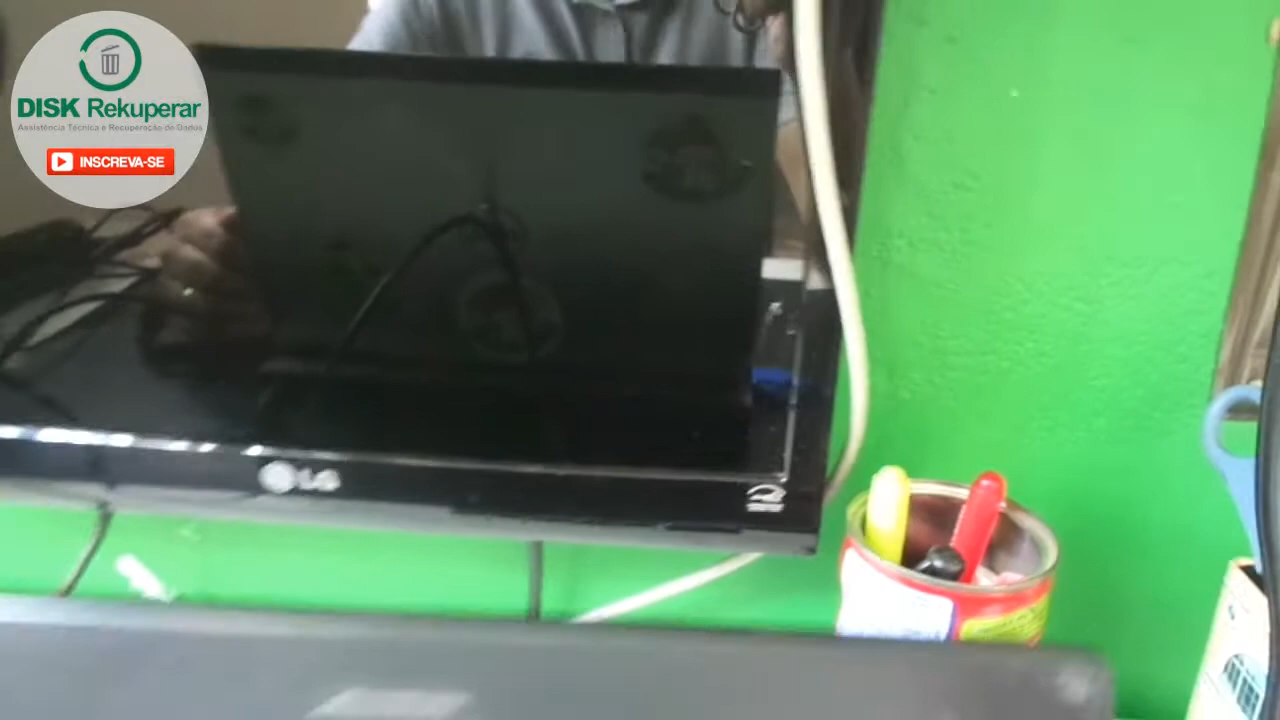 DISK Rekuperar
Assistência Técnica e Recuperação de Dados
INSCREVA-SE
LG